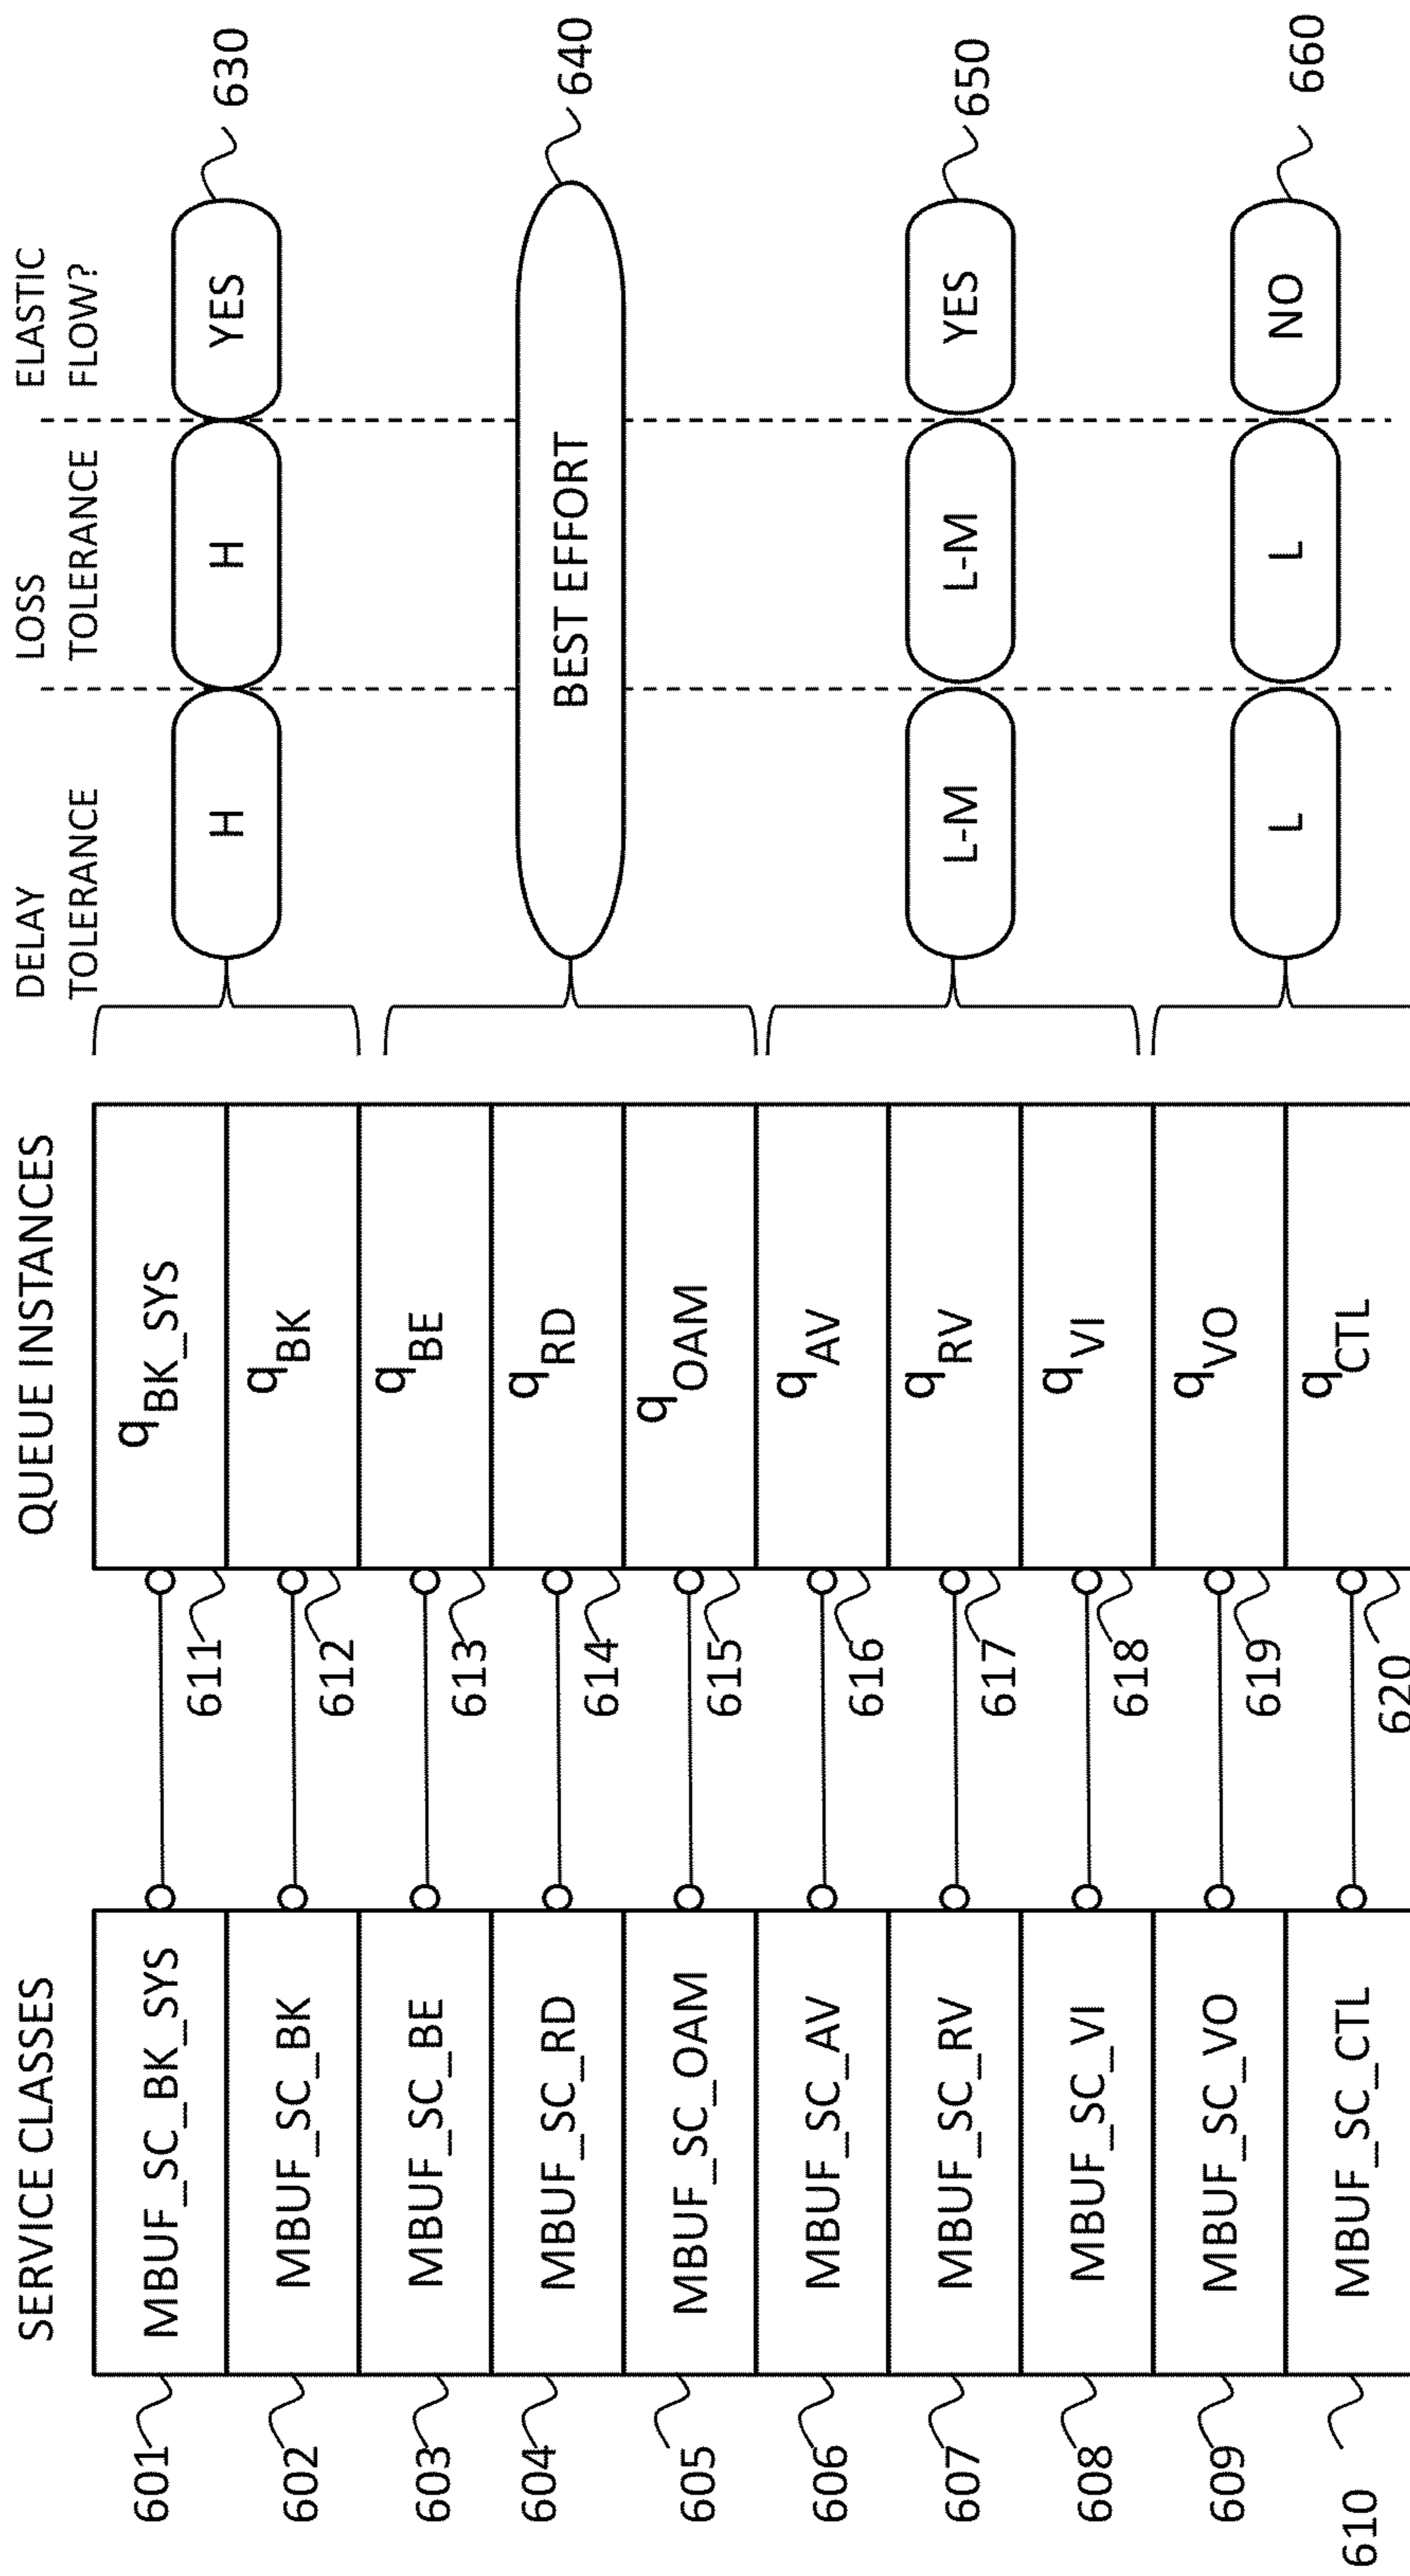 SERVICE CLASSES
QUEUE INSTANCES
DELAY
TOLERANCE
LOSS
TOLERANCE
ELASTIC
FLOW?
601
MBUF_SC_BK_SYS
611
qBK_SYS
602
MBUF_SC_BK
612
qBK
H
H
YES
630
603
MBUF_SC_BE
613
qBE
604
MBUF_SC_RD
614
qRD
BEST EFFORT
640
605
MBUF_SC_OAM
615
qOAM
606
MBUF_SC_AV
616
qAV
607
MBUF_SC_RV
617
qRV
L-M
L-M
YES
650
608
MBUF_SC_VI
618
qVI
609
MBUF_SC_VO
619
qVO
L
L
NO
660
610
MBUF_SC_CTL
620
qCTL